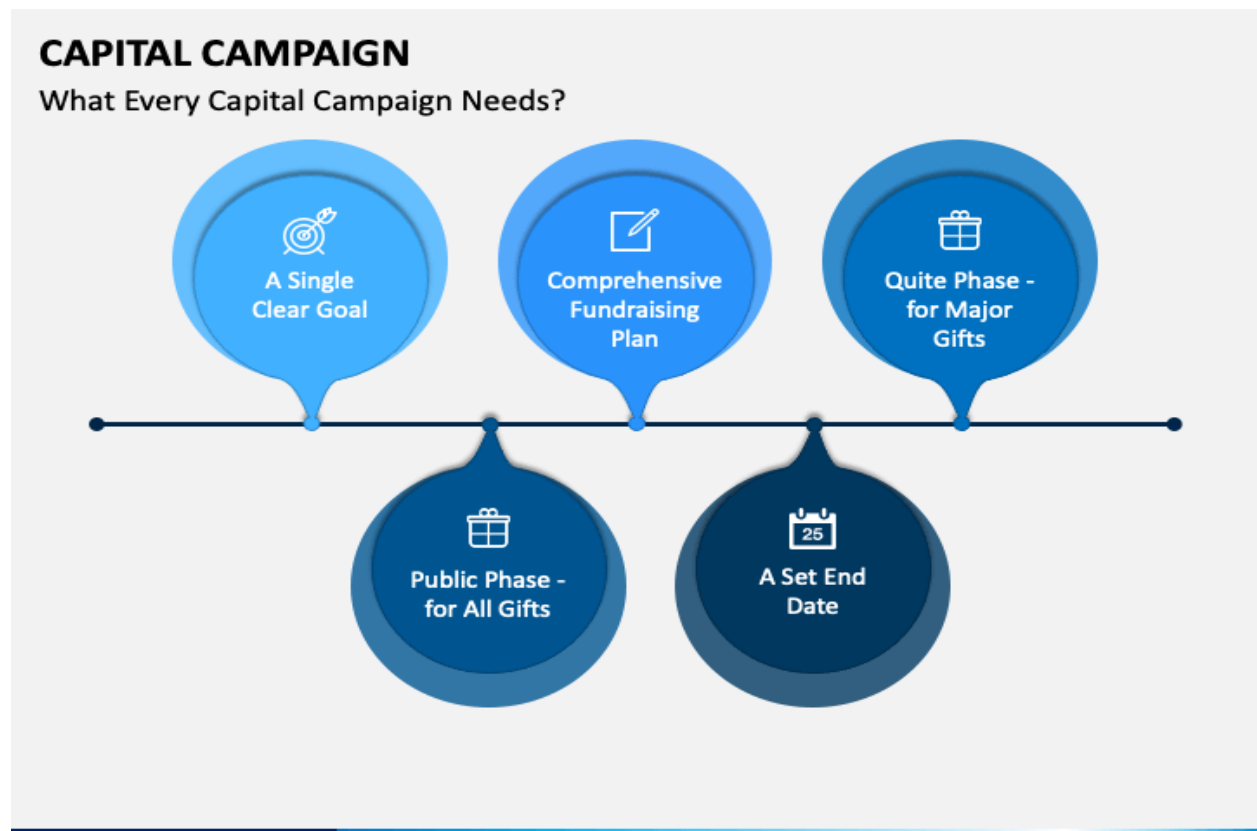 CAPITAL CAMPAIGN
What Every Capital Campaign Needs?
A Single
Clear Goal
Comprehensive
Fundraising
Plan
Quite Phase -
for Major
Gifts
Public Phase -
for All Gifts
25
A Set End
Date